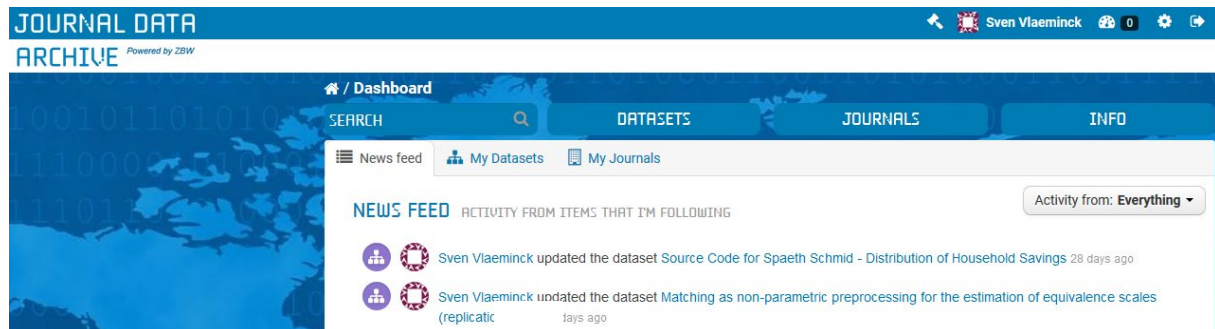 JOURNAL DATA
ARCHIVE Powered by ZBW
Sven Vlaeminck 0
/ Dashboard
SEARCH DATASETS JOURNALS INFO
News feed My Datasets My Journals
NEWS FEED ACTIVITY FROM ITEMS THAT I'M FOLLOWING
Activity from: Everything
Sven Vlaeminck updated the dataset Source Code for Spaeth Schmid - Distribution of Household Savings 28 days ago
Sven Vlaeminck updated the dataset Matching as non-parametric preprocessing for the estimation of equivalence scales
ago